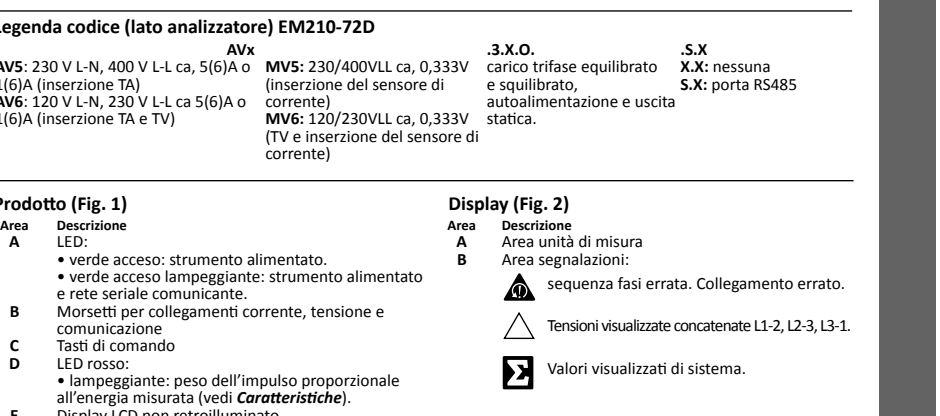 Legenda codice (lato analizzatore) EM210-72D
AVx
AV5: 230 V L-N, 400 V L-L ca, 5(6)A o
1(6)A (inserzione TA)
AV6: 120 V L-N, 230 V L-L ca 5(6)A o
1(6)A (inserzione TA e TV)
MV5: 230/400VLL ca, 0,333V
(inserzione del sensore di
corrente)
MV6: 120/230VLL ca, 0,333V
(TV e inserzione del sensore di
corrente)
.3.X.O.
carico trifase equilibrato
e squilibrato,
autoalimentazione e uscita
statica.
.S.X
X.X: nessuna
S.X: porta RS485
Prodotto (Fig. 1)
Area Descrizione
A LED:
• verde acceso: strumento alimentato.
• verde acceso lampeggiante: strumento alimentato
e rete seriale comunicante.
B Morsetti per collegamenti corrente, tensione e
comunicazione
C Tasti di comando
D LED rosso:
• lampeggiante: peso dell'impulso proporzionale
all'energia misurata (vedi Caratteristiche).
E Display LCD non retroilluminato
Display (Fig. 2)
Area Descrizione
A Area unità di misura
B Area segnalazioni:
sequenza fasi errata. Collegamento errato.
Tensioni visualizzate concatenate L1-2, L2-3, L3-1.
Σ Valori visualizzati di sistema.